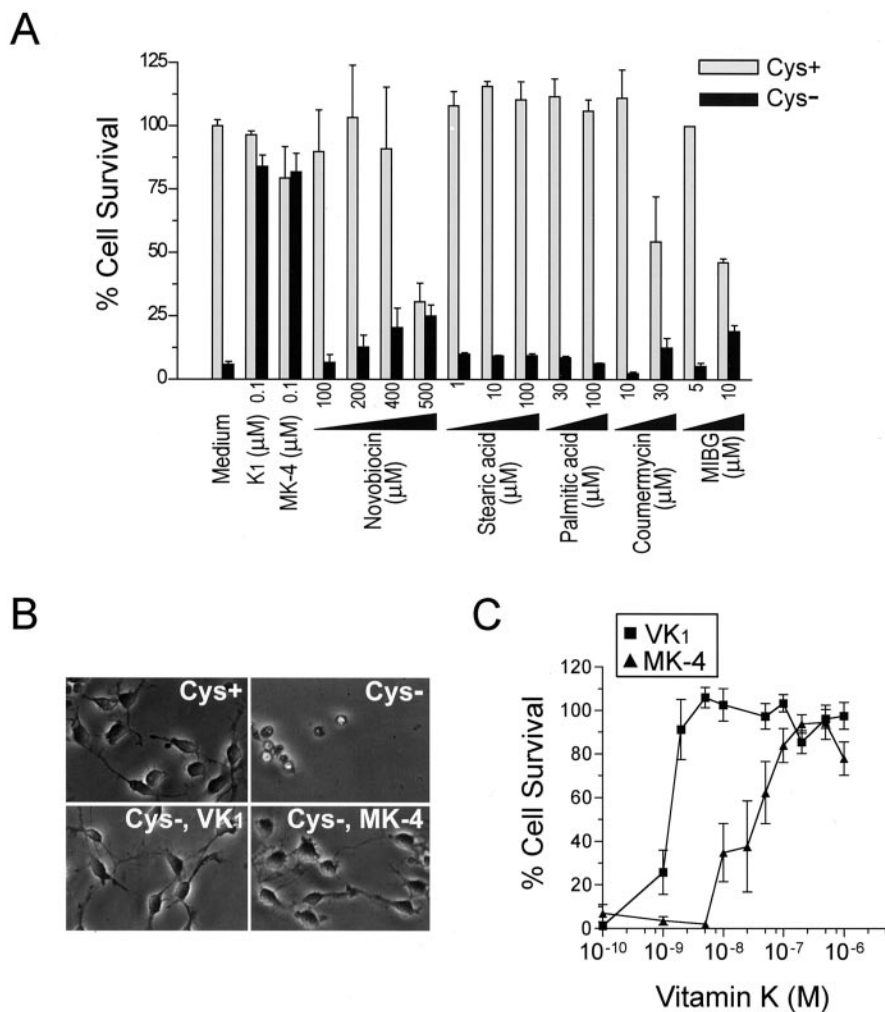 A
125
100
75
50
25
0
% Cell Survival
Cys+
Cys-
Medium
K1 (μM) 0.1
MK-4 (μM) 0.1
100
200
400
500
Novobiocin
(μM)
1
10
100
Stearic acid
(μM)
30
100
Palmitic acid
(μM)
10
30
Coumermycin
(μM)
5
10
MIBG
(μM)
B
Cys+
Cys-
Cys-, VK1
Cys-, MK-4
C
VK1
MK-4
120
100
80
60
40
20
0
% Cell Survival
10-10 10-9 10-8 10-7 10-6
Vitamin K (M)